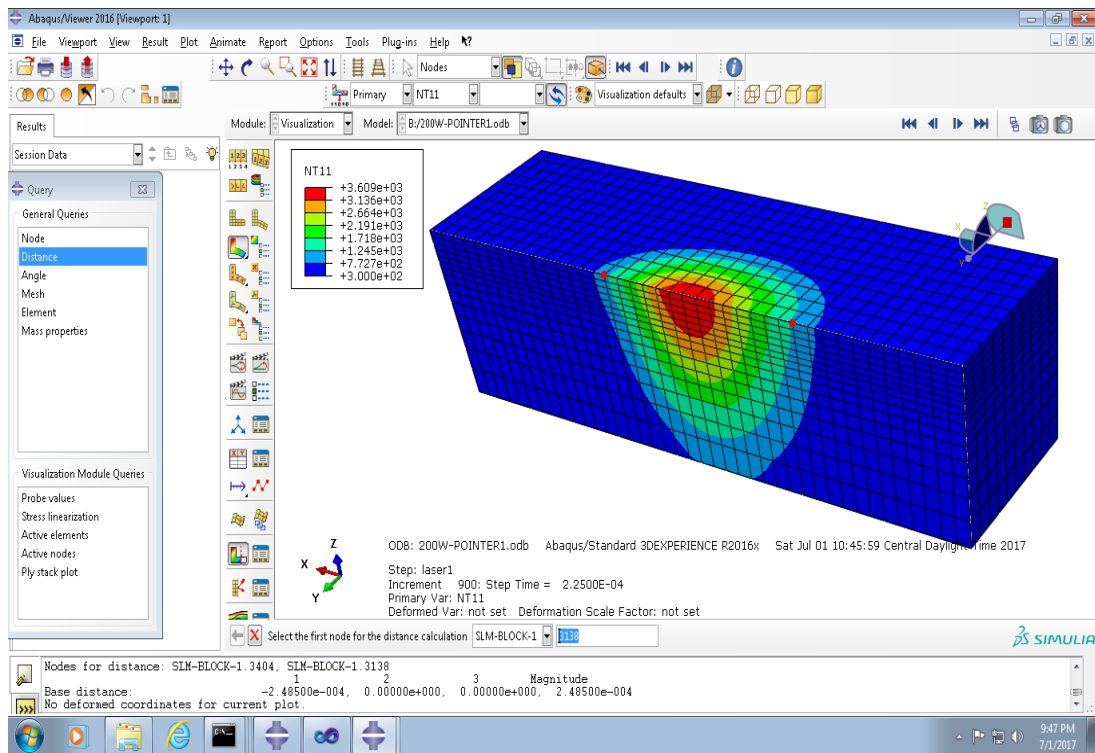 Abaqus/Viewer 2016 [Viewport: 1]
File Viewport View Result Plot Animate Report Options Tools Plug-ins Help
Nodes
Primary NT11 Visualization defaults
Results Module: Visualization Model: B:/200W-POINTER1.odb
Session Data
Query
General Queries
Node
Distance
Angle
Mesh
Element
Mass properties
Visualization Module Queries
Probe values
Stress linearization
Active elements
Active nodes
Ply stack plot
NT11
+3.609e+03
+3.136e+03
+2.664e+03
+2.191e+03
+1.718e+03
+1.245e+03
+7.727e+02
+3.000e+02
Z
X
Y
Z
X
Y
ODB: 200W-POINTER1.odb Abaqus/Standard 3DEXPERIENCE R2016x Sat Jul 01 10:45:59 Central Daylight Time 2017
Step: laser1
Increment 900: Step Time = 2.2500E-04
Primary Var: NT11
Deformed Var: not set Deformation Scale Factor: not set
Select the first node for the distance calculation SLM-BLOCK-1 3138
SIMULIA
Nodes for distance: SLM-BLOCK-1.3404, SLM-BLOCK-1.3138
1 2 3 Magnitude
Base distance: -2.48500e-004, 0.00000e+000, 0.00000e+000, 2.48500e-004
No deformed coordinates for current plot.
9:47 PM
7/1/2017